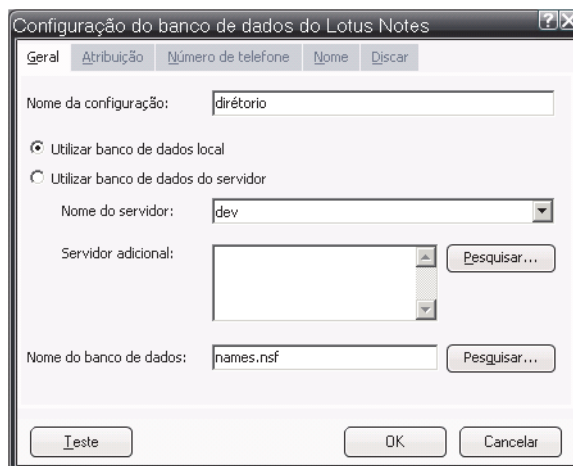 Configuração do banco de dados do Lotus Notes
Geral Atribuição Número de telefone Nome Discar
Nome da configuração: dirétorio
Utilizar banco de dados local
Utilizar banco de dados do servidor
Nome do servidor: dev
Servidor adicional: Pesquisar...
Nome do banco de dados: names.nsf Pesquisar...
Teste OK Cancelar